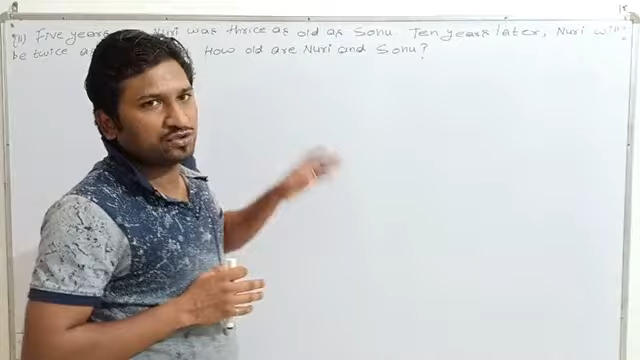 (ii) Five years Nuri was thrice as old as Sonu. Ten years later, Nuri will
be twice as How old are Nuri and Sonu?